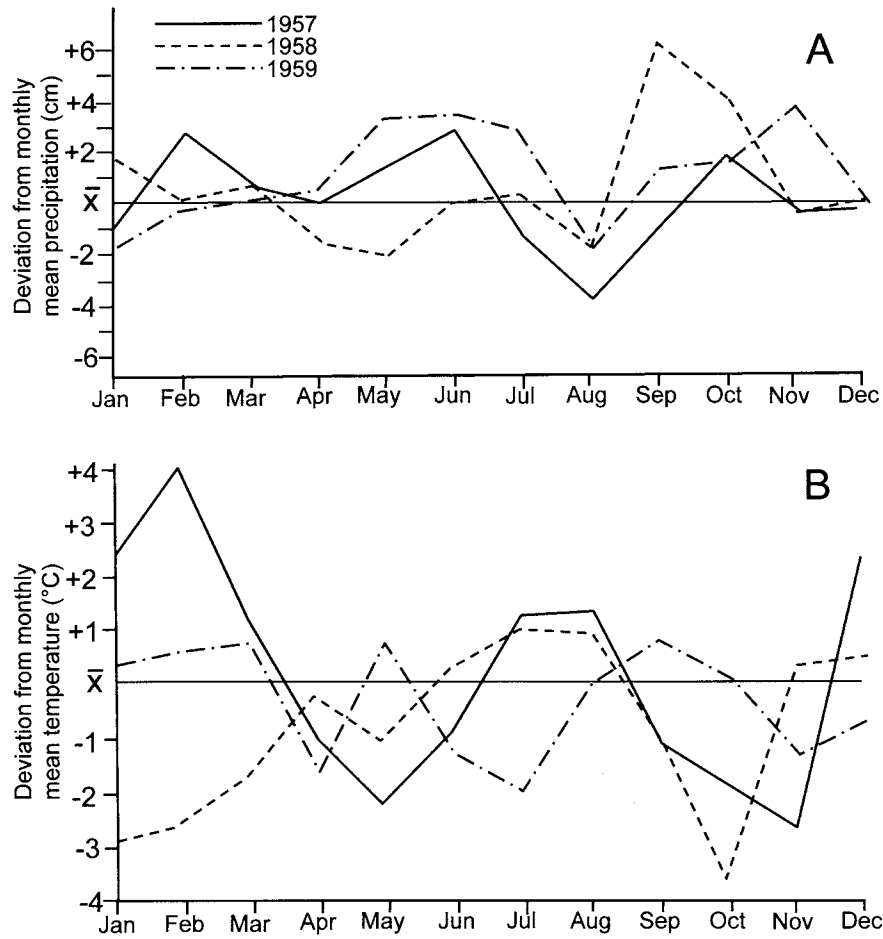 1957
1958
1959
A
Deviation from monthly
mean precipitation (cm)
+6
+4
+2
x̄
-2
-4
-6
Jan Feb Mar Apr May Jun Jul Aug Sep Oct Nov Dec
B
Deviation from monthly
mean temperature (°C)
+4
+3
+2
+1
x̄
-1
-2
-3
-4
Jan Feb Mar Apr May Jun Jul Aug Sep Oct Nov Dec